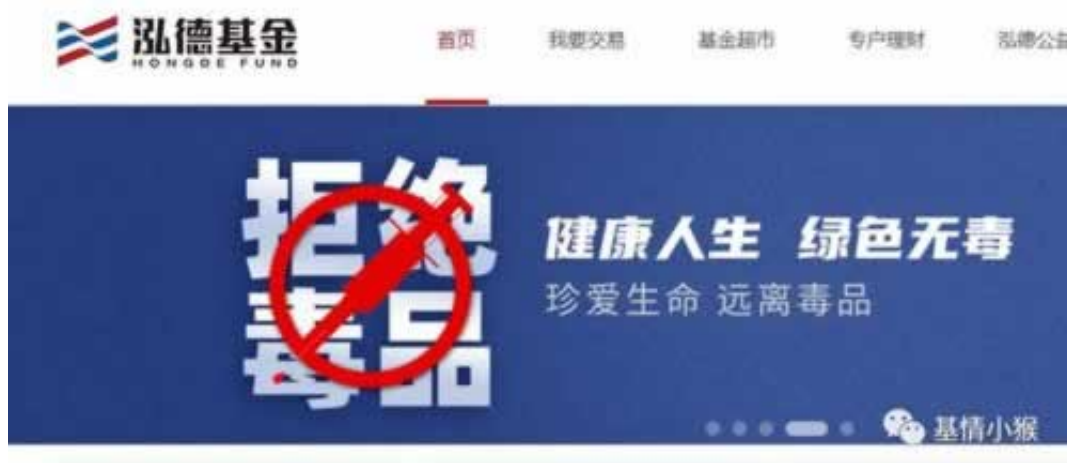 泓德基金
HONGDE FUND
首页 我要交易 基金超市 专户理财 泓德公益
拒绝
毒品
健康人生 绿色无毒
珍爱生命 远离毒品
基情小猴